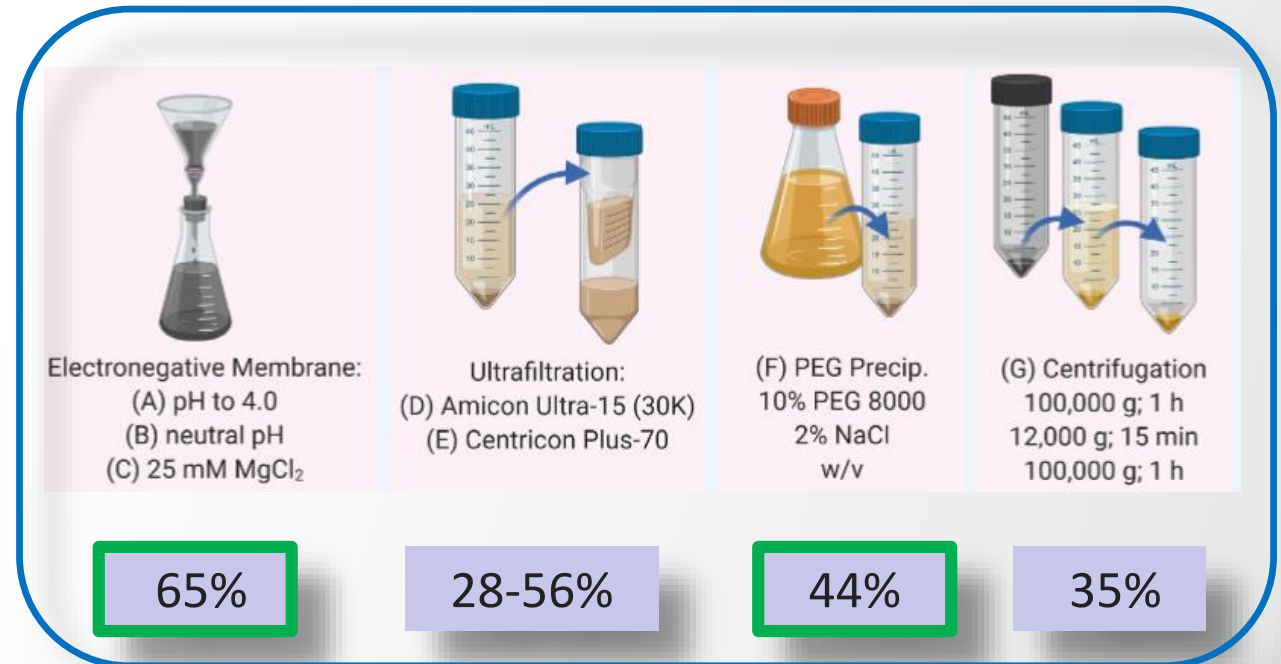 Electronegative Membrane:
(A) pH to 4.0
(B) neutral pH
(C) 25 mM MgCl₂
Ultrafiltration:
(D) Amicon Ultra-15 (30K)
(E) Centricon Plus-70
(F) PEG Precip.
10% PEG 8000
2% NaCl
w/v
(G) Centrifugation
100,000 g; 1 h
12,000 g; 15 min
100,000 g; 1 h
65%
28-56%
44%
35%